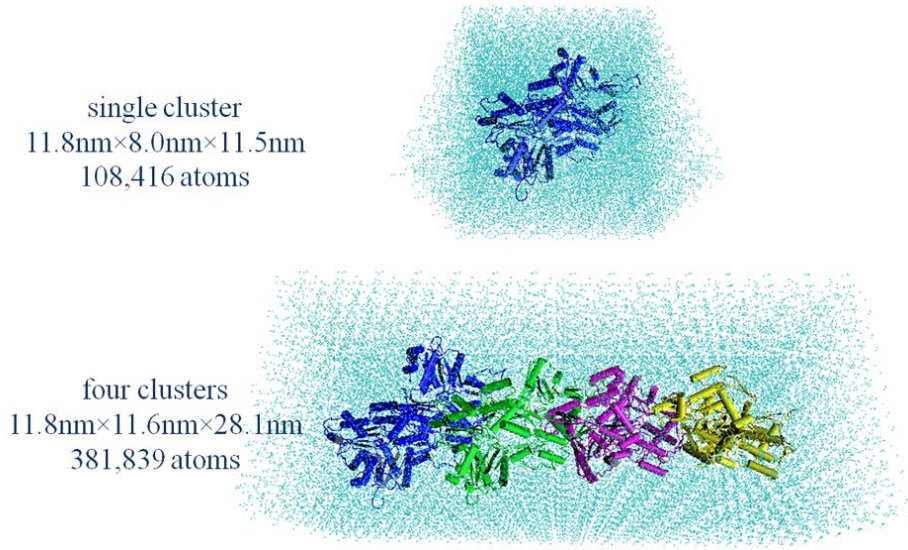 single cluster
11.8nm×8.0nm×11.5nm
108,416 atoms
four clusters
11.8nm×11.6nm×28.1nm
381,839 atoms